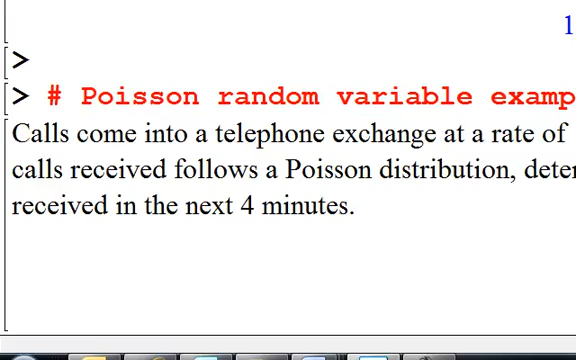 1
>
> # Poisson random variable examp
Calls come into a telephone exchange at a rate of
calls received follows a Poisson distribution, deter
received in the next 4 minutes.